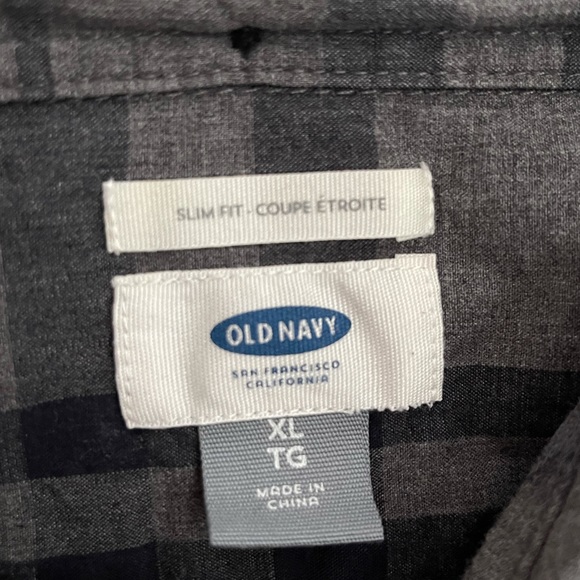 SLIM FIT · COUPE ÉTROITE
OLD NAVY
SAN FRANCISCO
CALIFORNIA
XL
TG
MADE IN
CHINA